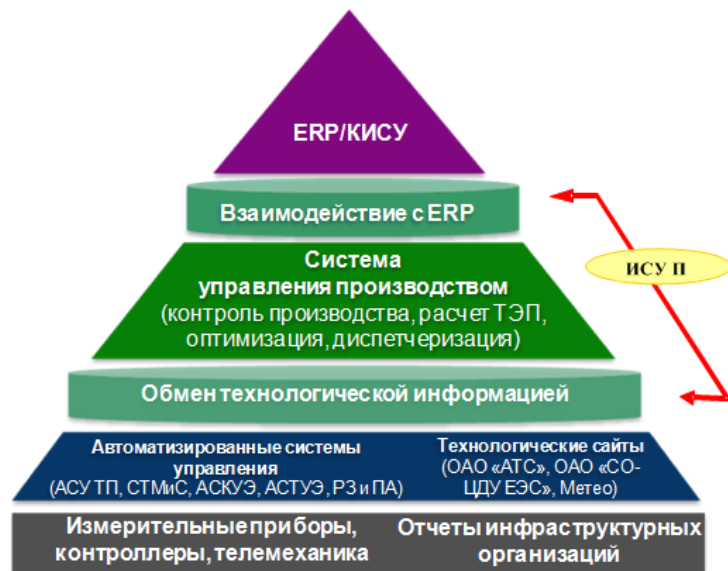 ERP/КИСУ
Взаимодействие с ERP
Система
управления производством
(контроль производства, расчет ТЭП,
оптимизация, диспетчеризация)
ИСУ П
Обмен технологической информацией
Автоматизированные системы
управления
(АСУ ТП, СТМиС, АСКУЭ, АСТУЭ, РЗ и ПА)
Технологические сайты
(ОАО «АТС», ОАО «СО-
ЦДУ ЕЭС», Метео)
Измерительные приборы,
контроллеры, телемеханика
Отчеты инфраструктурных
организаций